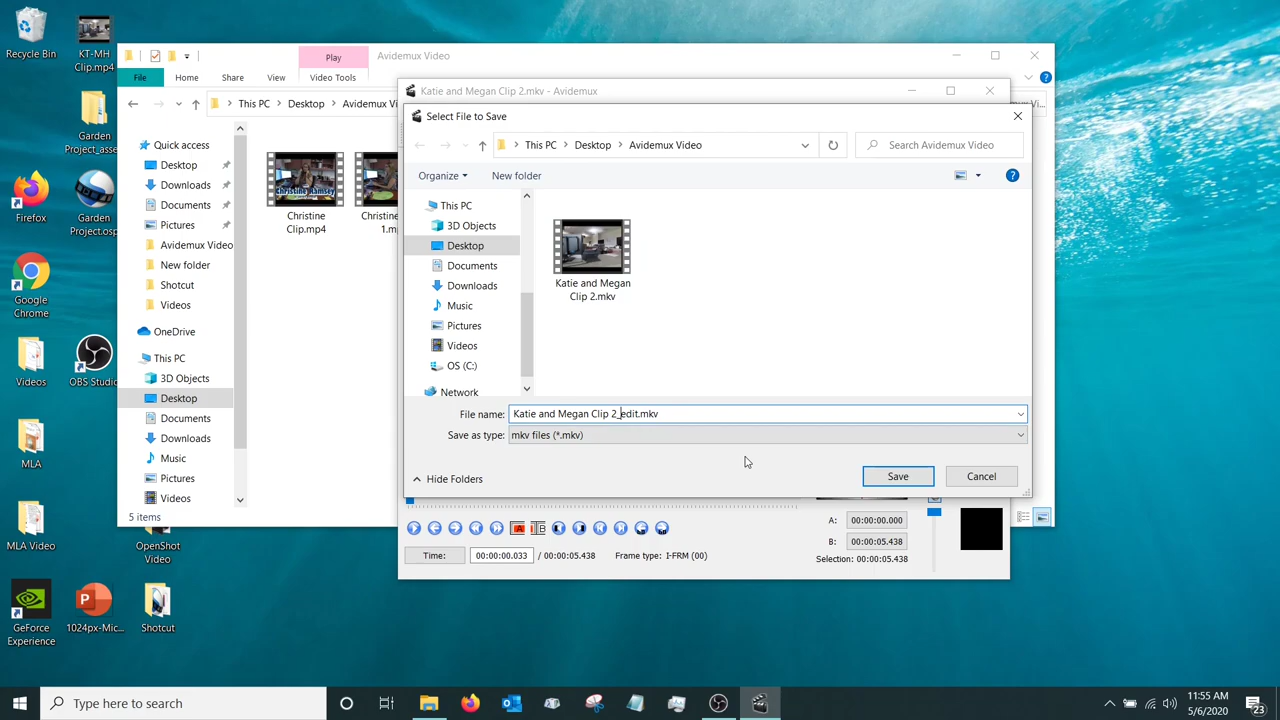 Recycle Bin
KT-MH
Clip.mp4
Garden
Project_asse
Firefox
Garden
Project.osp
Google
Chrome
Videos
OBS Studio
MLA
MLA Video
OpenShot
Video
GeForce
Experience
1024px-Mic...
Shotcut
Play
Avidemux Video
File
Home
Share
View
Video Tools
This PC
Desktop
Avidemux Vi
Quick access
Desktop
Downloads
Documents
Pictures
Avidemux Video
New folder
Shotcut
Videos
OneDrive
This PC
3D Objects
Desktop
Documents
Music
Pictures
Videos
5 items
Christine
Clip.mp4
Christine
1.mp4
Katie and Megan Clip 2.mkv - Avidemux
Select File to Save
This PC
Desktop
Avidemux Video
Search Avidemux Video
Organize
New folder
This PC
3D Objects
Desktop
Documents
Downloads
Music
Pictures
Videos
OS (C:)
Network
Katie and Megan
Clip 2.mkv
File name:
Katie and Megan Clip 2_edit.mkv
Save as type:
mkv files (*.mkv)
Hide Folders
Save
Cancel
A
B
A:
00:00:00.000
B:
00:00:05.438
Selection: 00:00:05.438
Time:
00:00:00.033
/ 00:00:05.438
Frame type: I-FRM (00)
Type here to search
11:55 AM
5/6/2020
23